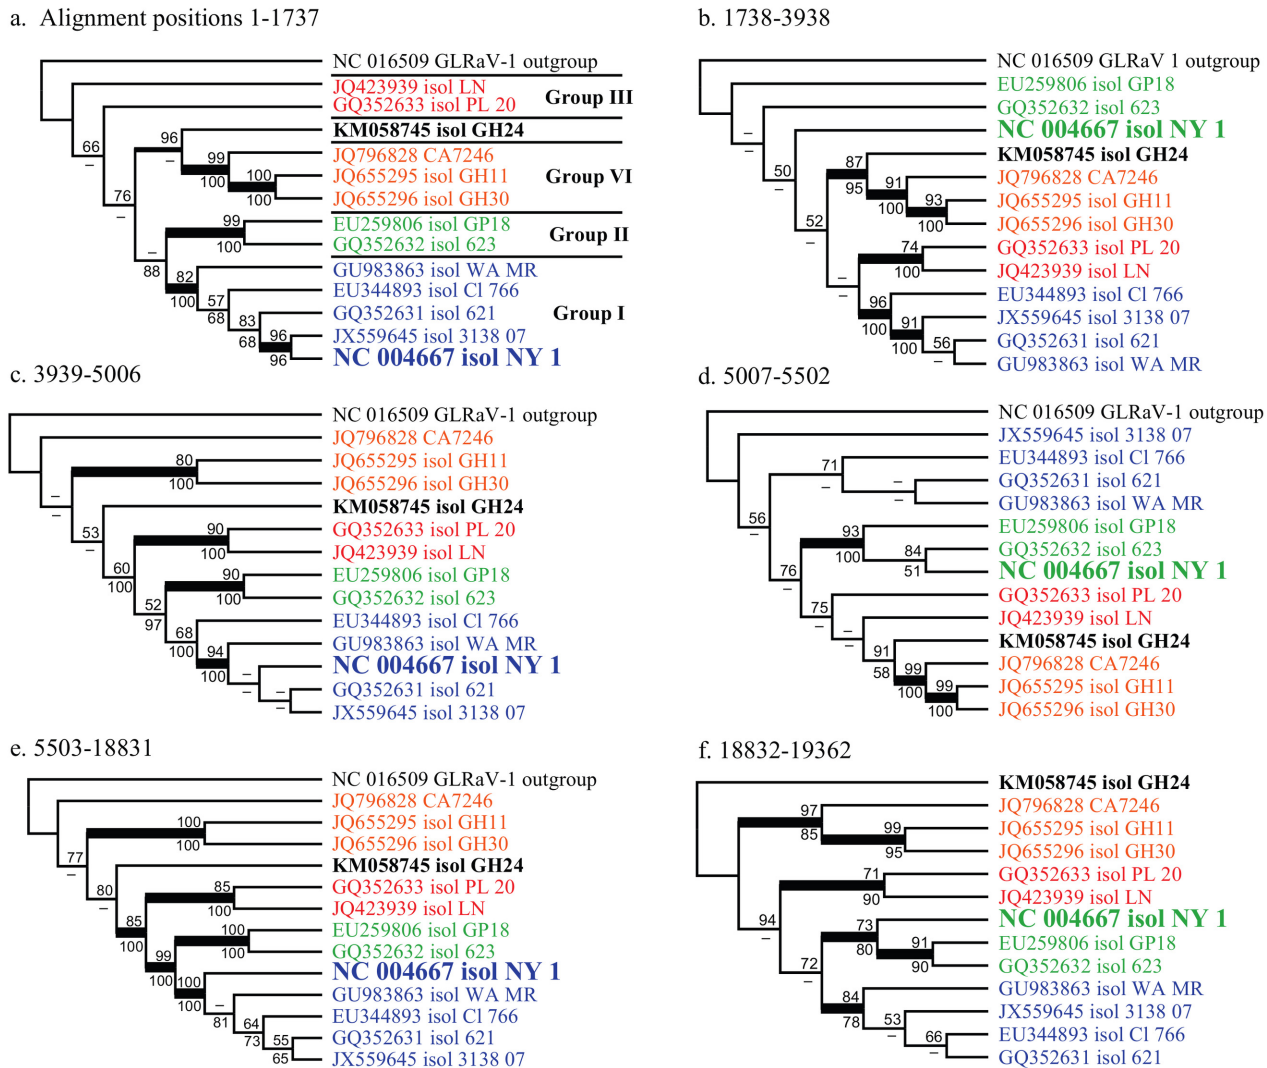 a. Alignment positions 1-1737
NC 016509 GLRaV-1 outgroup
JQ423939 isol LN
GQ352633 isol PL 20
Group III
KM058745 isol GH24
JQ796828 CA7246
JQ655295 isol GH11
JQ655296 isol GH30
Group VI
EU259806 isol GP18
GQ352632 isol 623
Group II
GU983863 isol WA MR
EU344893 isol Cl 766
GQ352631 isol 621
JX559645 isol 3138 07
NC 004667 isol NY 1
Group I
66
–
76
–
96
–
99
100
100
100
99
100
–
88
82
100
57
68
83
68
96
96
b. 1738-3938
NC 016509 GLRaV 1 outgroup
EU259806 isol GP18
GQ352632 isol 623
NC 004667 isol NY 1
KM058745 isol GH24
JQ796828 CA7246
JQ655295 isol GH11
JQ655296 isol GH30
GQ352633 isol PL 20
JQ423939 isol LN
EU344893 isol Cl 766
JX559645 isol 3138 07
GQ352631 isol 621
GU983863 isol WA MR
–
–
50
–
52
–
87
95
91
100
93
100
74
100
–
–
96
100
91
100
56
–
c. 3939-5006
NC 016509 GLRaV-1 outgroup
JQ796828 CA7246
JQ655295 isol GH11
JQ655296 isol GH30
KM058745 isol GH24
GQ352633 isol PL 20
JQ423939 isol LN
EU259806 isol GP18
GQ352632 isol 623
EU344893 isol Cl 766
GU983863 isol WA MR
NC 004667 isol NY 1
GQ352631 isol 621
JX559645 isol 3138 07
–
–
80
100
53
–
60
100
90
100
90
100
52
97
68
100
94
100
–
–
–
–
d. 5007-5502
NC 016509 GLRaV-1 outgroup
JX559645 isol 3138 07
EU344893 isol Cl 766
GQ352631 isol 621
GU983863 isol WA MR
EU259806 isol GP18
GQ352632 isol 623
NC 004667 isol NY 1
GQ352633 isol PL 20
JQ423939 isol LN
KM058745 isol GH24
JQ796828 CA7246
JQ655295 isol GH11
JQ655296 isol GH30
56
–
71
–
–
–
76
–
93
100
84
51
75
–
–
–
91
58
99
100
99
100
e. 5503-18831
NC 016509 GLRaV-1 outgroup
JQ796828 CA7246
JQ655295 isol GH11
JQ655296 isol GH30
KM058745 isol GH24
GQ352633 isol PL 20
JQ423939 isol LN
EU259806 isol GP18
GQ352632 isol 623
NC 004667 isol NY 1
GU983863 isol WA MR
EU344893 isol Cl 766
GQ352631 isol 621
JX559645 isol 3138 07
77
–
100
100
80
–
85
100
85
100
99
100
100
100
100
100
–
81
64
73
55
65
f. 18832-19362
KM058745 isol GH24
JQ796828 CA7246
JQ655295 isol GH11
JQ655296 isol GH30
GQ352633 isol PL 20
JQ423939 isol LN
NC 004667 isol NY 1
EU259806 isol GP18
GQ352632 isol 623
GU983863 isol WA MR
JX559645 isol 3138 07
EU344893 isol Cl 766
GQ352631 isol 621
97
85
99
95
71
90
94
–
73
80
91
90
72
–
84
78
53
–
66
–